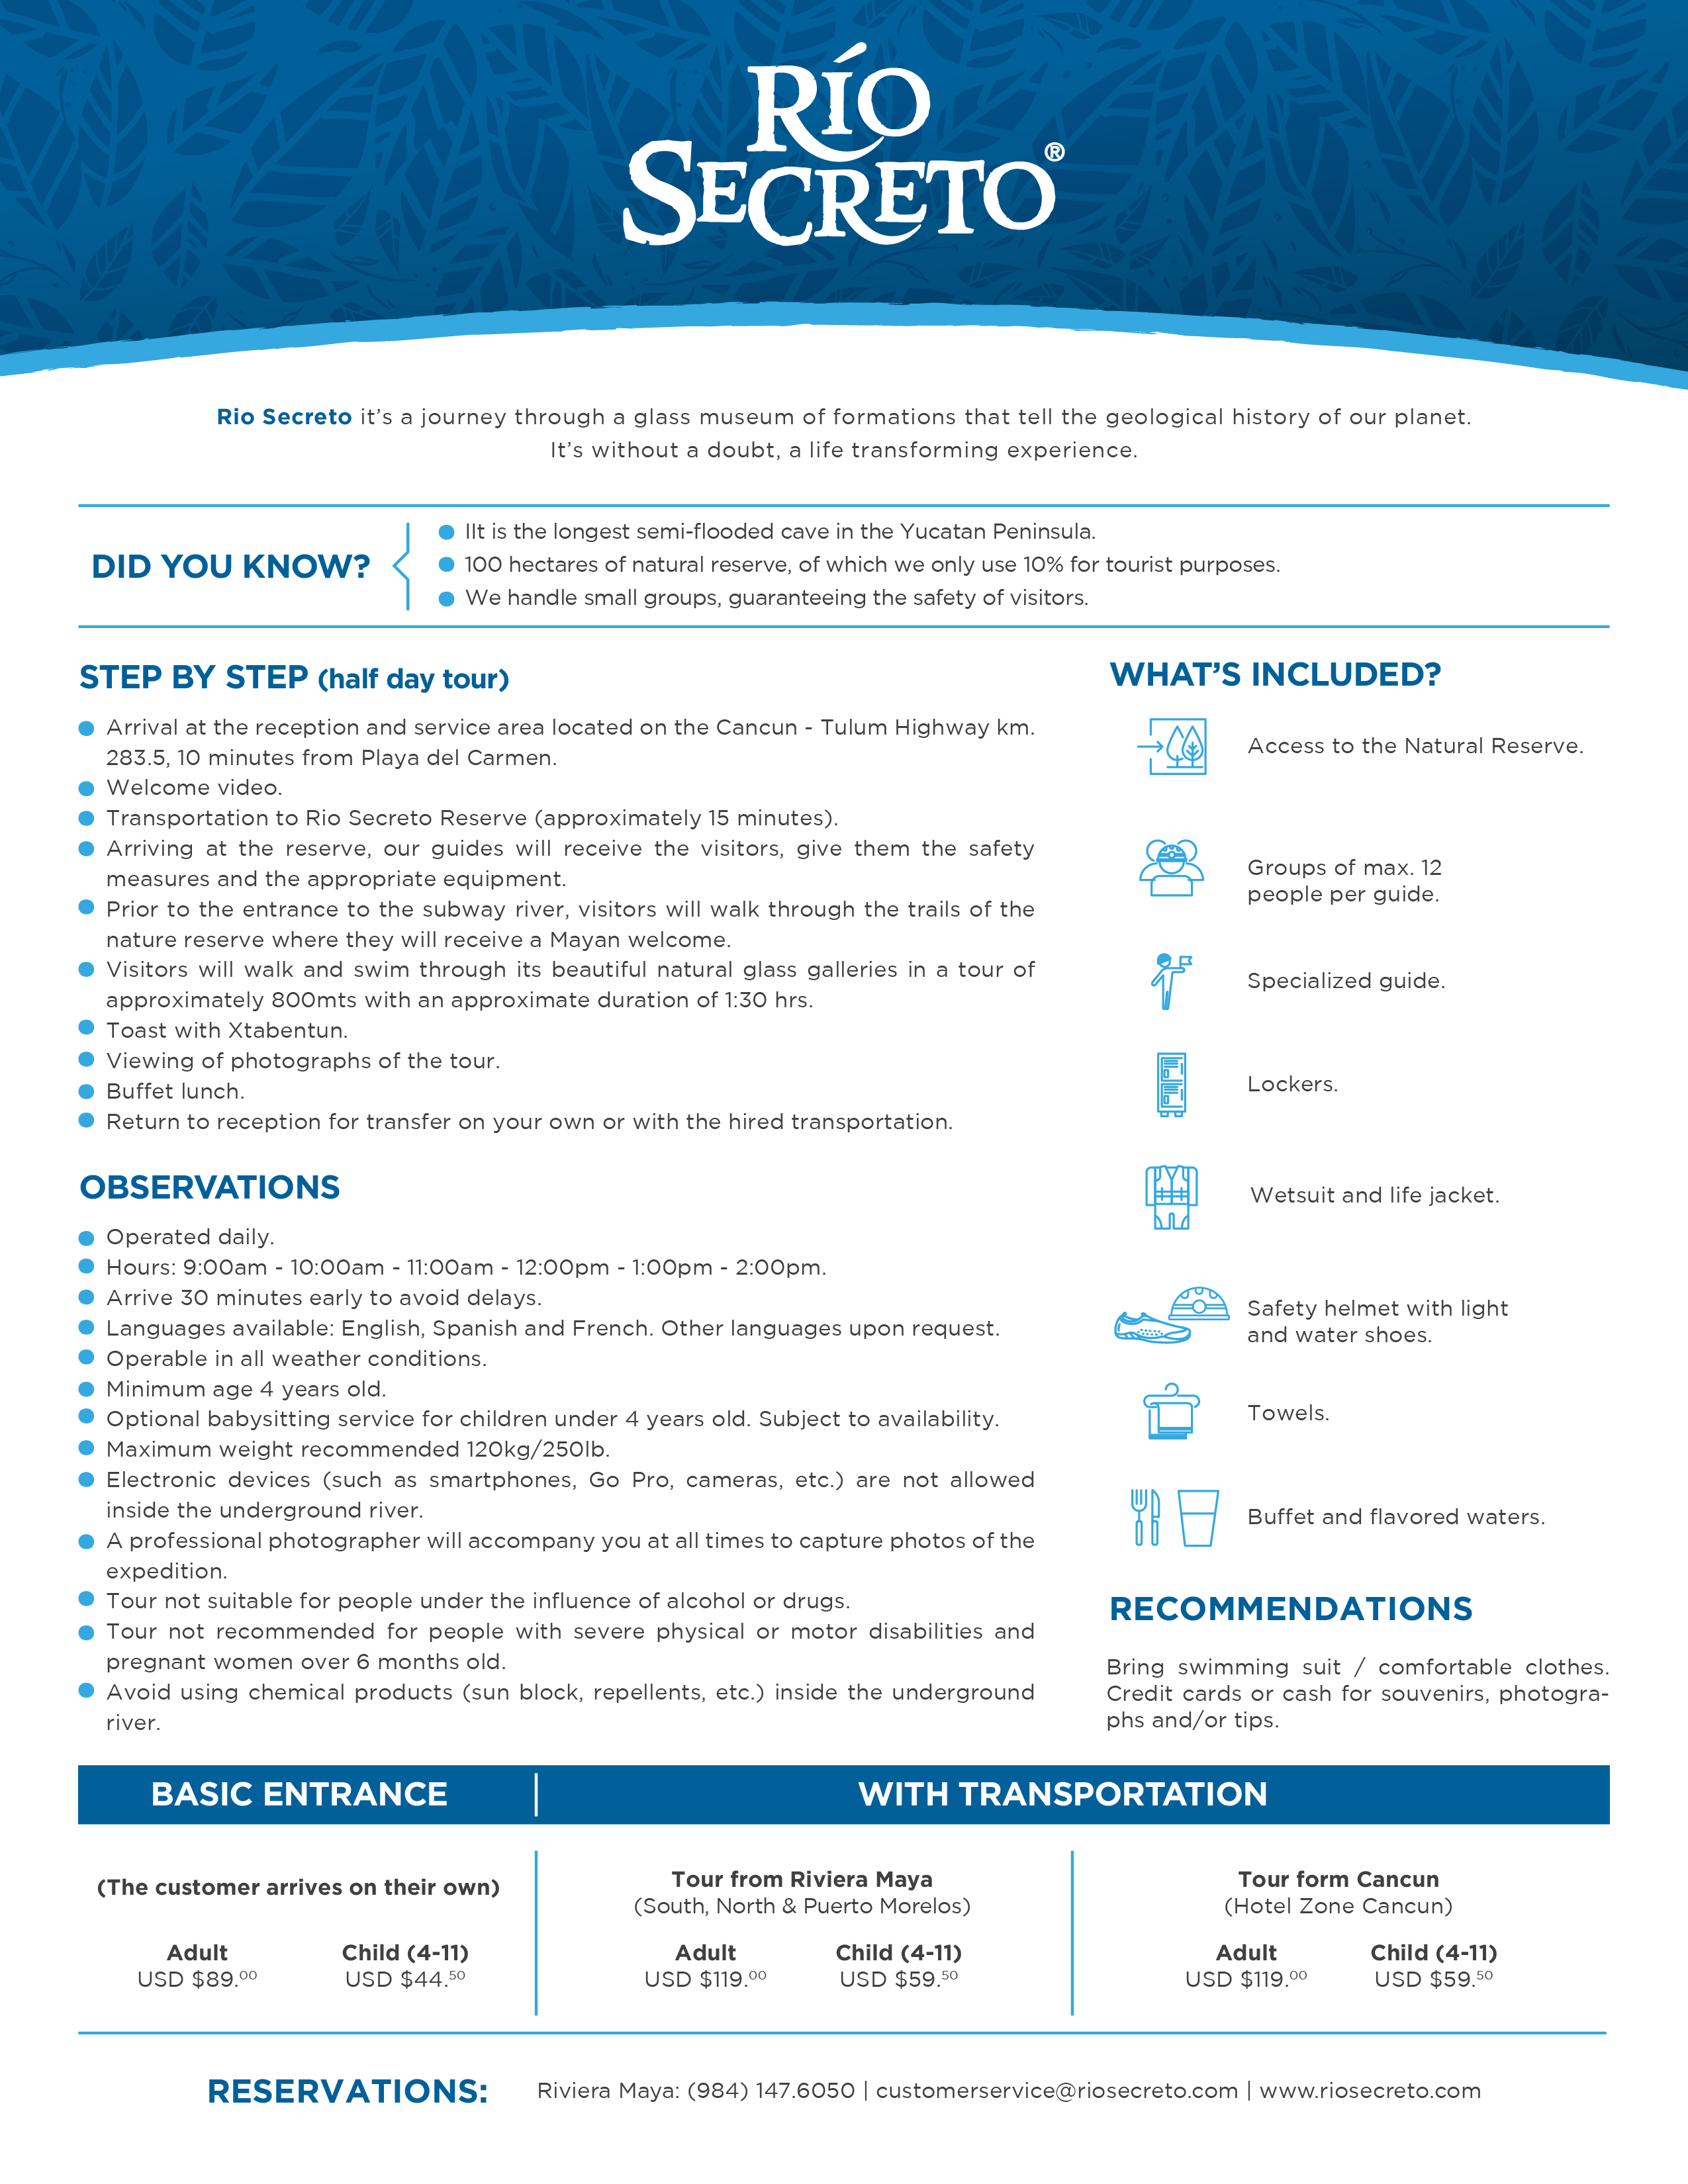 RÍO
SECRETO®
Rio Secreto it's a journey through a glass museum of formations that tell the geological history of our planet.
It's without a doubt, a life transforming experience.
DID YOU KNOW?
IIt is the longest semi-flooded cave in the Yucatan Peninsula.
100 hectares of natural reserve, of which we only use 10% for tourist purposes.
We handle small groups, guaranteeing the safety of visitors.
STEP BY STEP (half day tour)
Arrival at the reception and service area located on the Cancun - Tulum Highway km.
283.5, 10 minutes from Playa del Carmen.
Welcome video.
Transportation to Rio Secreto Reserve (approximately 15 minutes).
Arriving at the reserve, our guides will receive the visitors, give them the safety
measures and the appropriate equipment.
Prior to the entrance to the subway river, visitors will walk through the trails of the
nature reserve where they will receive a Mayan welcome.
Visitors will walk and swim through its beautiful natural glass galleries in a tour of
approximately 800mts with an approximate duration of 1:30 hrs.
Toast with Xtabentun.
Viewing of photographs of the tour.
Buffet lunch.
Return to reception for transfer on your own or with the hired transportation.
OBSERVATIONS
Operated daily.
Hours: 9:00am - 10:00am - 11:00am - 12:00pm - 1:00pm - 2:00pm.
Arrive 30 minutes early to avoid delays.
Languages available: English, Spanish and French. Other languages upon request.
Operable in all weather conditions.
Minimum age 4 years old.
Optional babysitting service for children under 4 years old. Subject to availability.
Maximum weight recommended 120kg/250lb.
Electronic devices (such as smartphones, Go Pro, cameras, etc.) are not allowed
inside the underground river.
A professional photographer will accompany you at all times to capture photos of the
expedition.
Tour not suitable for people under the influence of alcohol or drugs.
Tour not recommended for people with severe physical or motor disabilities and
pregnant women over 6 months old.
Avoid using chemical products (sun block, repellents, etc.) inside the underground
river.
WHAT'S INCLUDED?
Access to the Natural Reserve.
Groups of max. 12
people per guide.
Specialized guide.
Lockers.
Wetsuit and life jacket.
Safety helmet with light
and water shoes.
Towels.
Buffet and flavored waters.
RECOMMENDATIONS
Bring swimming suit / comfortable clothes.
Credit cards or cash for souvenirs, photogra-
phs and/or tips.
BASIC ENTRANCE
(The customer arrives on their own)
Adult Child (4-11)
USD $89.00 USD $44.50
WITH TRANSPORTATION
Tour from Riviera Maya
(South, North & Puerto Morelos)
Adult Child (4-11)
USD $119.00 USD $59.50
Tour form Cancun
(Hotel Zone Cancun)
Adult Child (4-11)
USD $119.00 USD $59.50
RESERVATIONS: Riviera Maya: (984) 147.6050 | customerservice@riosecreto.com | www.riosecreto.com